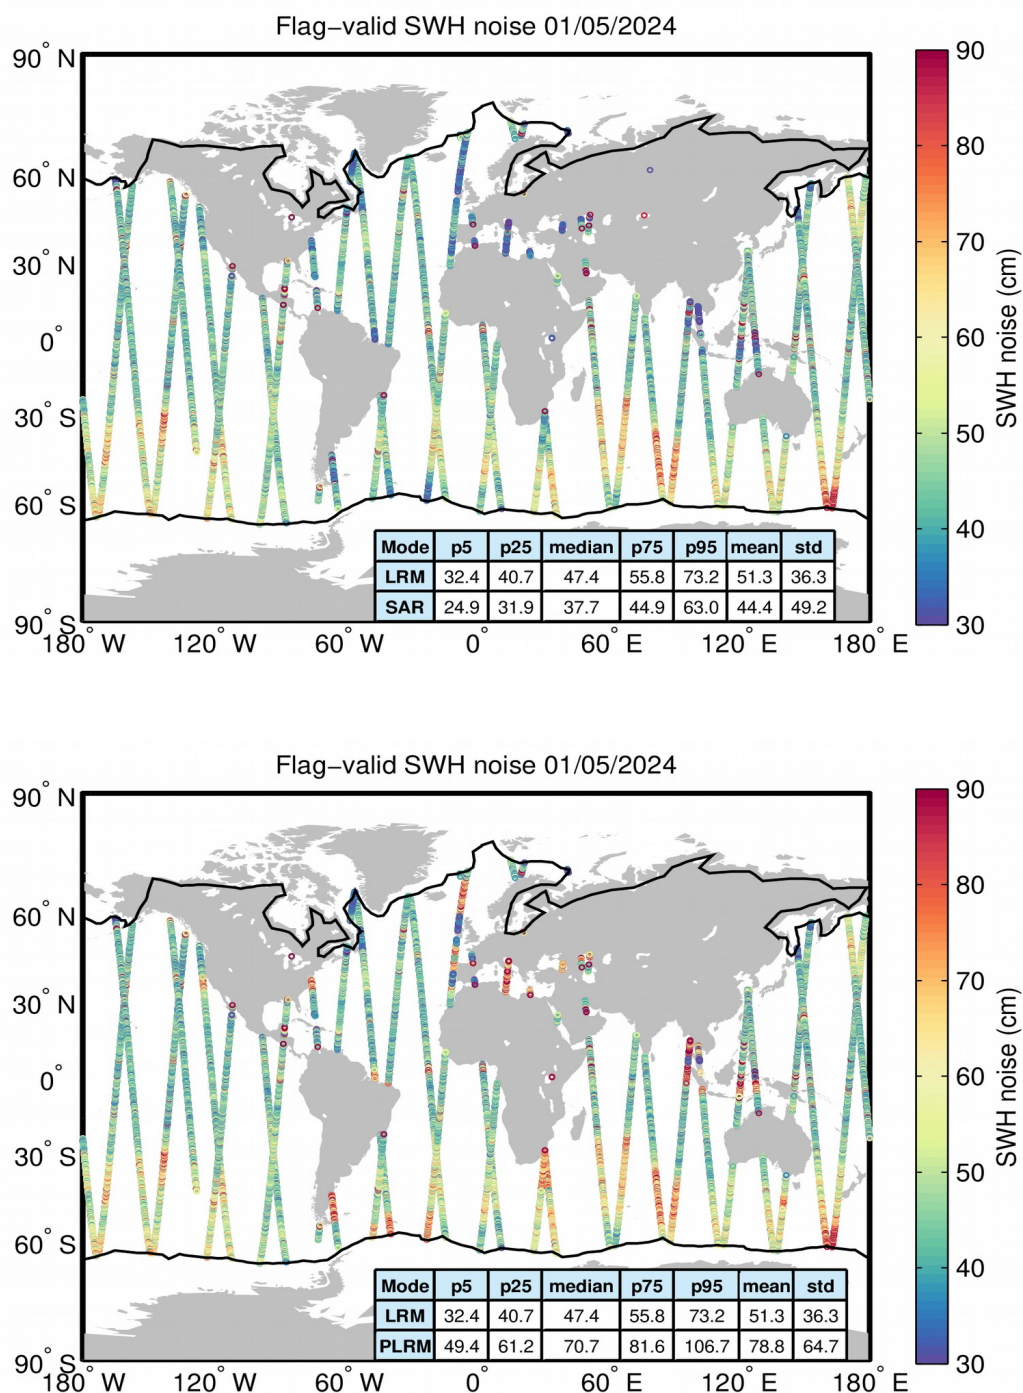 Flag−valid SWH noise 01/05/2024
90° N
60° N
30° N
0°
30° S
60° S
90° S
180° W 120° W 60° W 0° 60° E 120° E 180° E
90
80
70
60
50
40
30
SWH noise (cm)
Mode p5 p25 median p75 p95 mean std
LRM 32.4 40.7 47.4 55.8 73.2 51.3 36.3
SAR 24.9 31.9 37.7 44.9 63.0 44.4 49.2
Flag−valid SWH noise 01/05/2024
90° N
60° N
30° N
0°
30° S
60° S
90° S
180° W 120° W 60° W 0° 60° E 120° E 180° E
90
80
70
60
50
40
30
SWH noise (cm)
Mode p5 p25 median p75 p95 mean std
LRM 32.4 40.7 47.4 55.8 73.2 51.3 36.3
PLRM 49.4 61.2 70.7 81.6 106.7 78.8 64.7